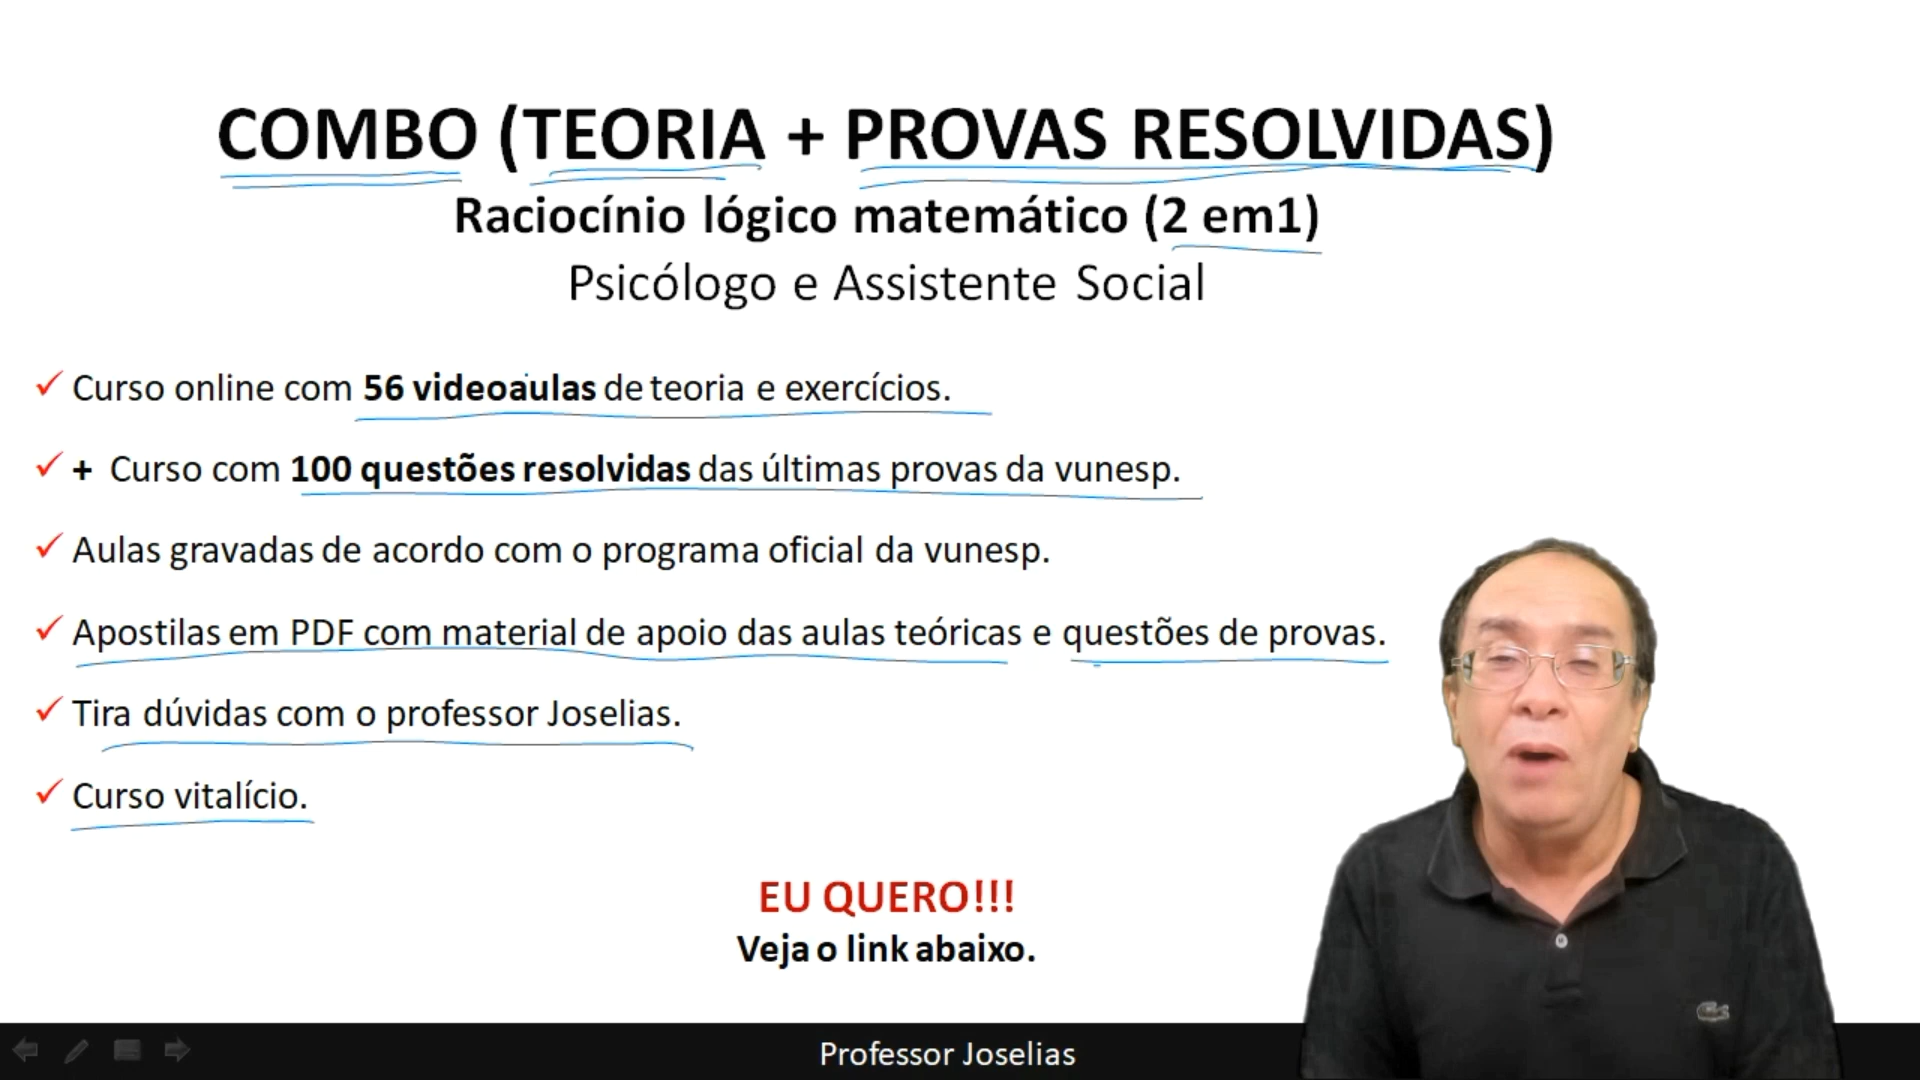 COMBO (TEORIA + PROVAS RESOLVIDAS)
Raciocínio lógico matemático (2 em1)
Psicólogo e Assistente Social
Curso online com 56 videoaulas de teoria e exercícios.
+ Curso com 100 questões resolvidas das últimas provas da vunesp.
Aulas gravadas de acordo com o programa oficial da vunesp.
Apostilas em PDF com material de apoio das aulas teóricas e questões de provas.
Tira dúvidas com o professor Joselias.
Curso vitalício.
EU QUERO!!!
Veja o link abaixo.
Professor Joselias